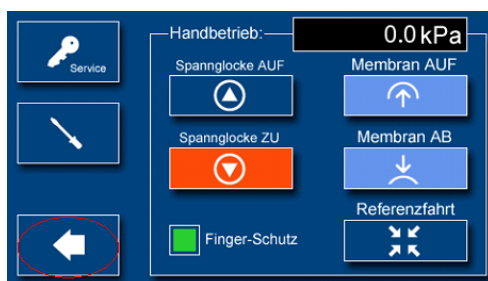 Service
Handbetrieb:
0.0 kPa
Spannglocke AUF
Membran AUF
Spannglocke ZU
Membran AB
Finger-Schutz
Referenzfahrt